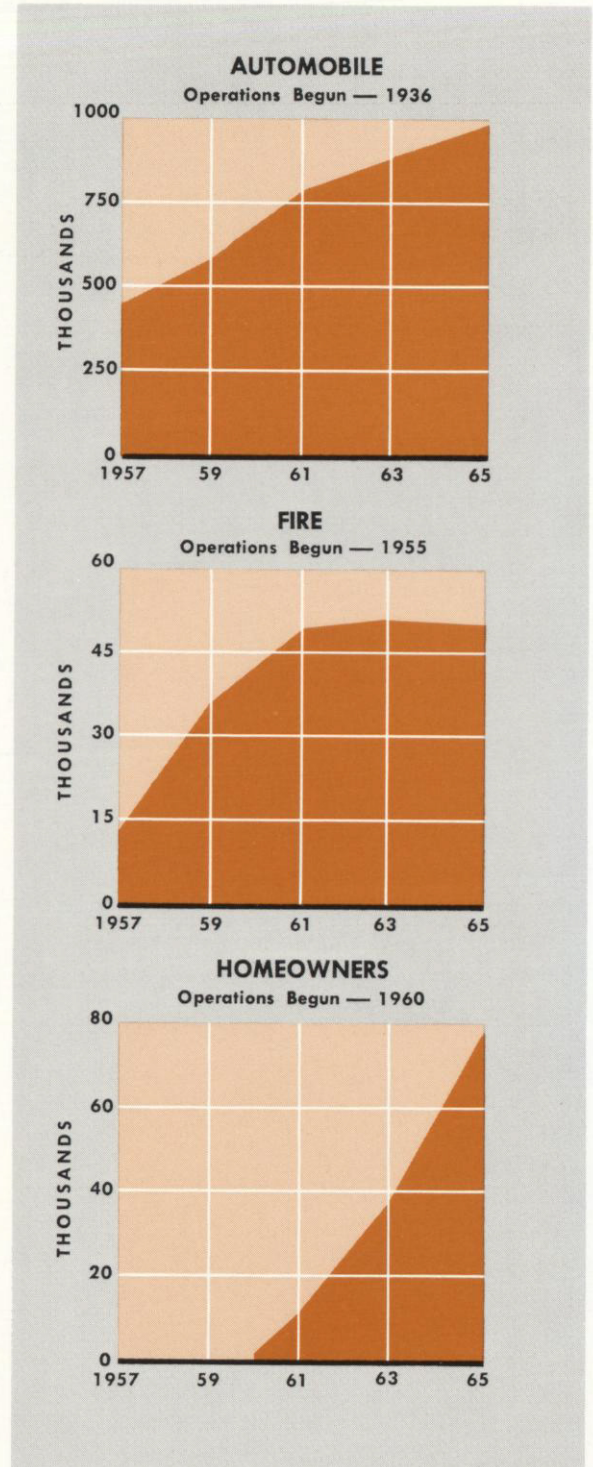 AUTOMOBILE
Operations Begun — 1936
1000
750
500
250
0
THOUSANDS
1957 59 61 63 65
FIRE
Operations Begun — 1955
60
45
30
15
0
THOUSANDS
1957 59 61 63 65
HOMEOWNERS
Operations Begun — 1960
80
60
40
20
0
THOUSANDS
1957 59 61 63 65